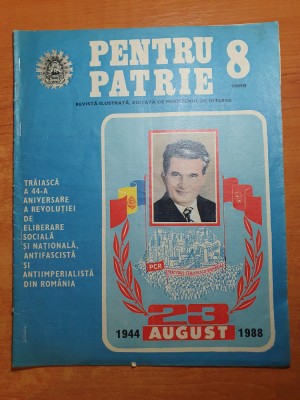 PENTRU
PATRIE
8
1988
REVISTĂ ILUSTRATĂ, EDITATĂ DE MINISTERUL DE INTERNE
TRĂIASCĂ
A 44-A
ANIVERSARE
A REVOLUȚIEI
DE
ELIBERARE
SOCIALĂ
ȘI NAȚIONALĂ,
ANTIFASCISTĂ
ȘI
ANTIIMPERIALISTĂ
DIN ROMÂNIA
PCR
23
1944 AUGUST 1988